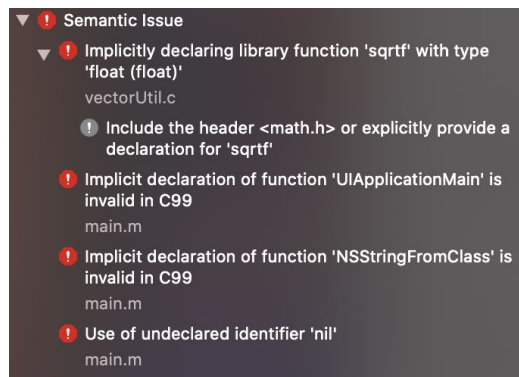 Semantic Issue
Implicitly declaring library function 'sqrtf' with type
'float (float)'
vectorUtil.c
Include the header <math.h> or explicitly provide a
declaration for 'sqrtf'
Implicit declaration of function 'UIApplicationMain' is
invalid in C99
main.m
Implicit declaration of function 'NSStringFromClass' is
invalid in C99
main.m
Use of undeclared identifier 'nil'
main.m